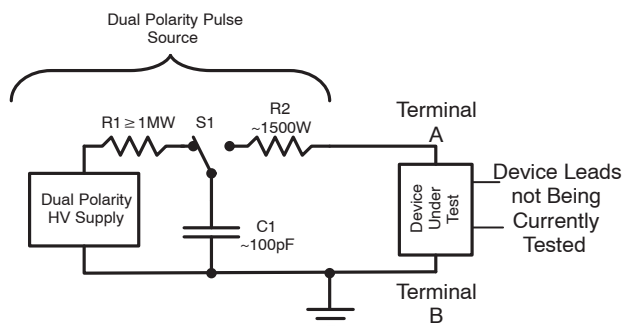 Dual Polarity Pulse
Source
R1 ≥ 1MW
S1
R2
~1500W
Terminal
A
Dual Polarity
HV Supply
C1
~100pF
Device
Under
Test
Device Leads
not Being
Currently
Tested
Terminal
B